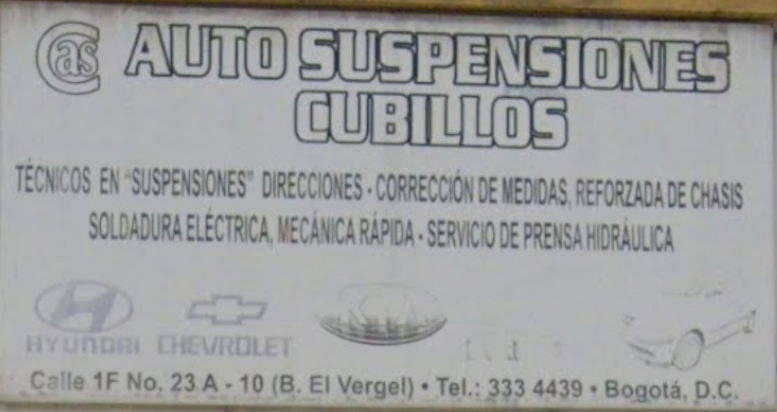 Cas AUTO SUSPENSIONES
CUBILLOS
TÉCNICOS EN "SUSPENSIONES" DIRECCIONES - CORRECCIÓN DE MEDIDAS, REFORZADA DE CHASIS
SOLDADURA ELÉCTRICA, MECÁNICA RÁPIDA - SERVICIO DE PRENSA HIDRÁULICA
HYUNDAI CHEVROLET
Calle 1F No. 23 A - 10 (B. El Vergel) • Tel.: 333 4439 • Bogotá, D.C.